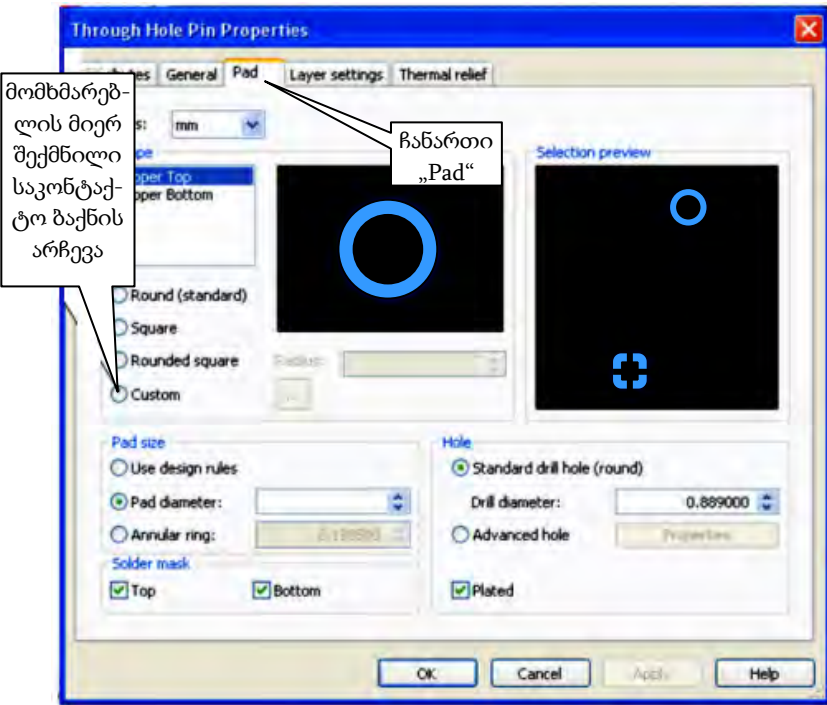 Through Hole Pin Properties
General Pad Layer settings Thermal relief
მომხმარებ-
ლის მიერ
შექმნილი
საკონტაქ-
ტო ბაქნის
არჩევა
mm
ჩანართი
„Pad“
Selection preview
Top
Bottom
Round (standard)
Square
Rounded square Radius:
Custom ...
Pad size
Use design rules
Pad diameter:
Annular ring:
Hole
Standard drill hole (round)
Drill diameter: 0.889000
Advanced hole Properties
Solder mask
Top Bottom
Plated
OK Cancel Apply Help